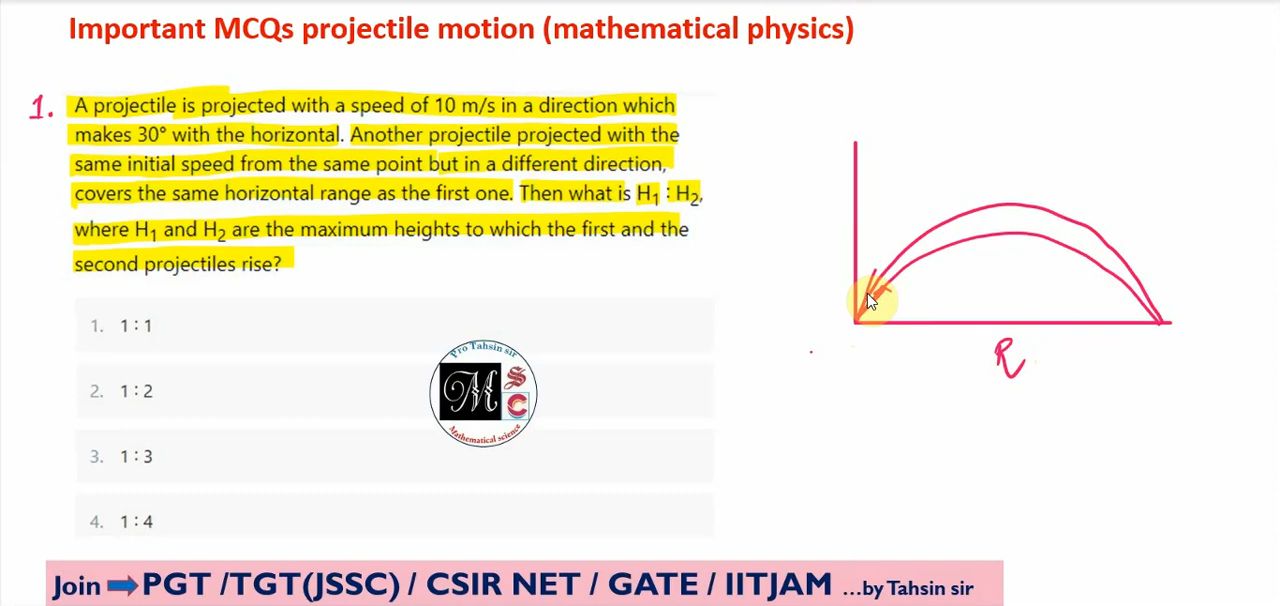 Important MCQs projectile motion (mathematical physics)
1. A projectile is projected with a speed of 10 m/s in a direction which
makes 30° with the horizontal. Another projectile projected with the
same initial speed from the same point but in a different direction,
covers the same horizontal range as the first one. Then what is H₁ : H₂,
where H₁ and H₂ are the maximum heights to which the first and the
second projectiles rise?
R
1. 1 : 1
2. 1 : 2
3. 1 : 3
4. 1 : 4
Pro Tahsin sir
M S C
Mathematical science
Join PGT /TGT(JSSC) / CSIR NET / GATE / IITJAM ...by Tahsin sir